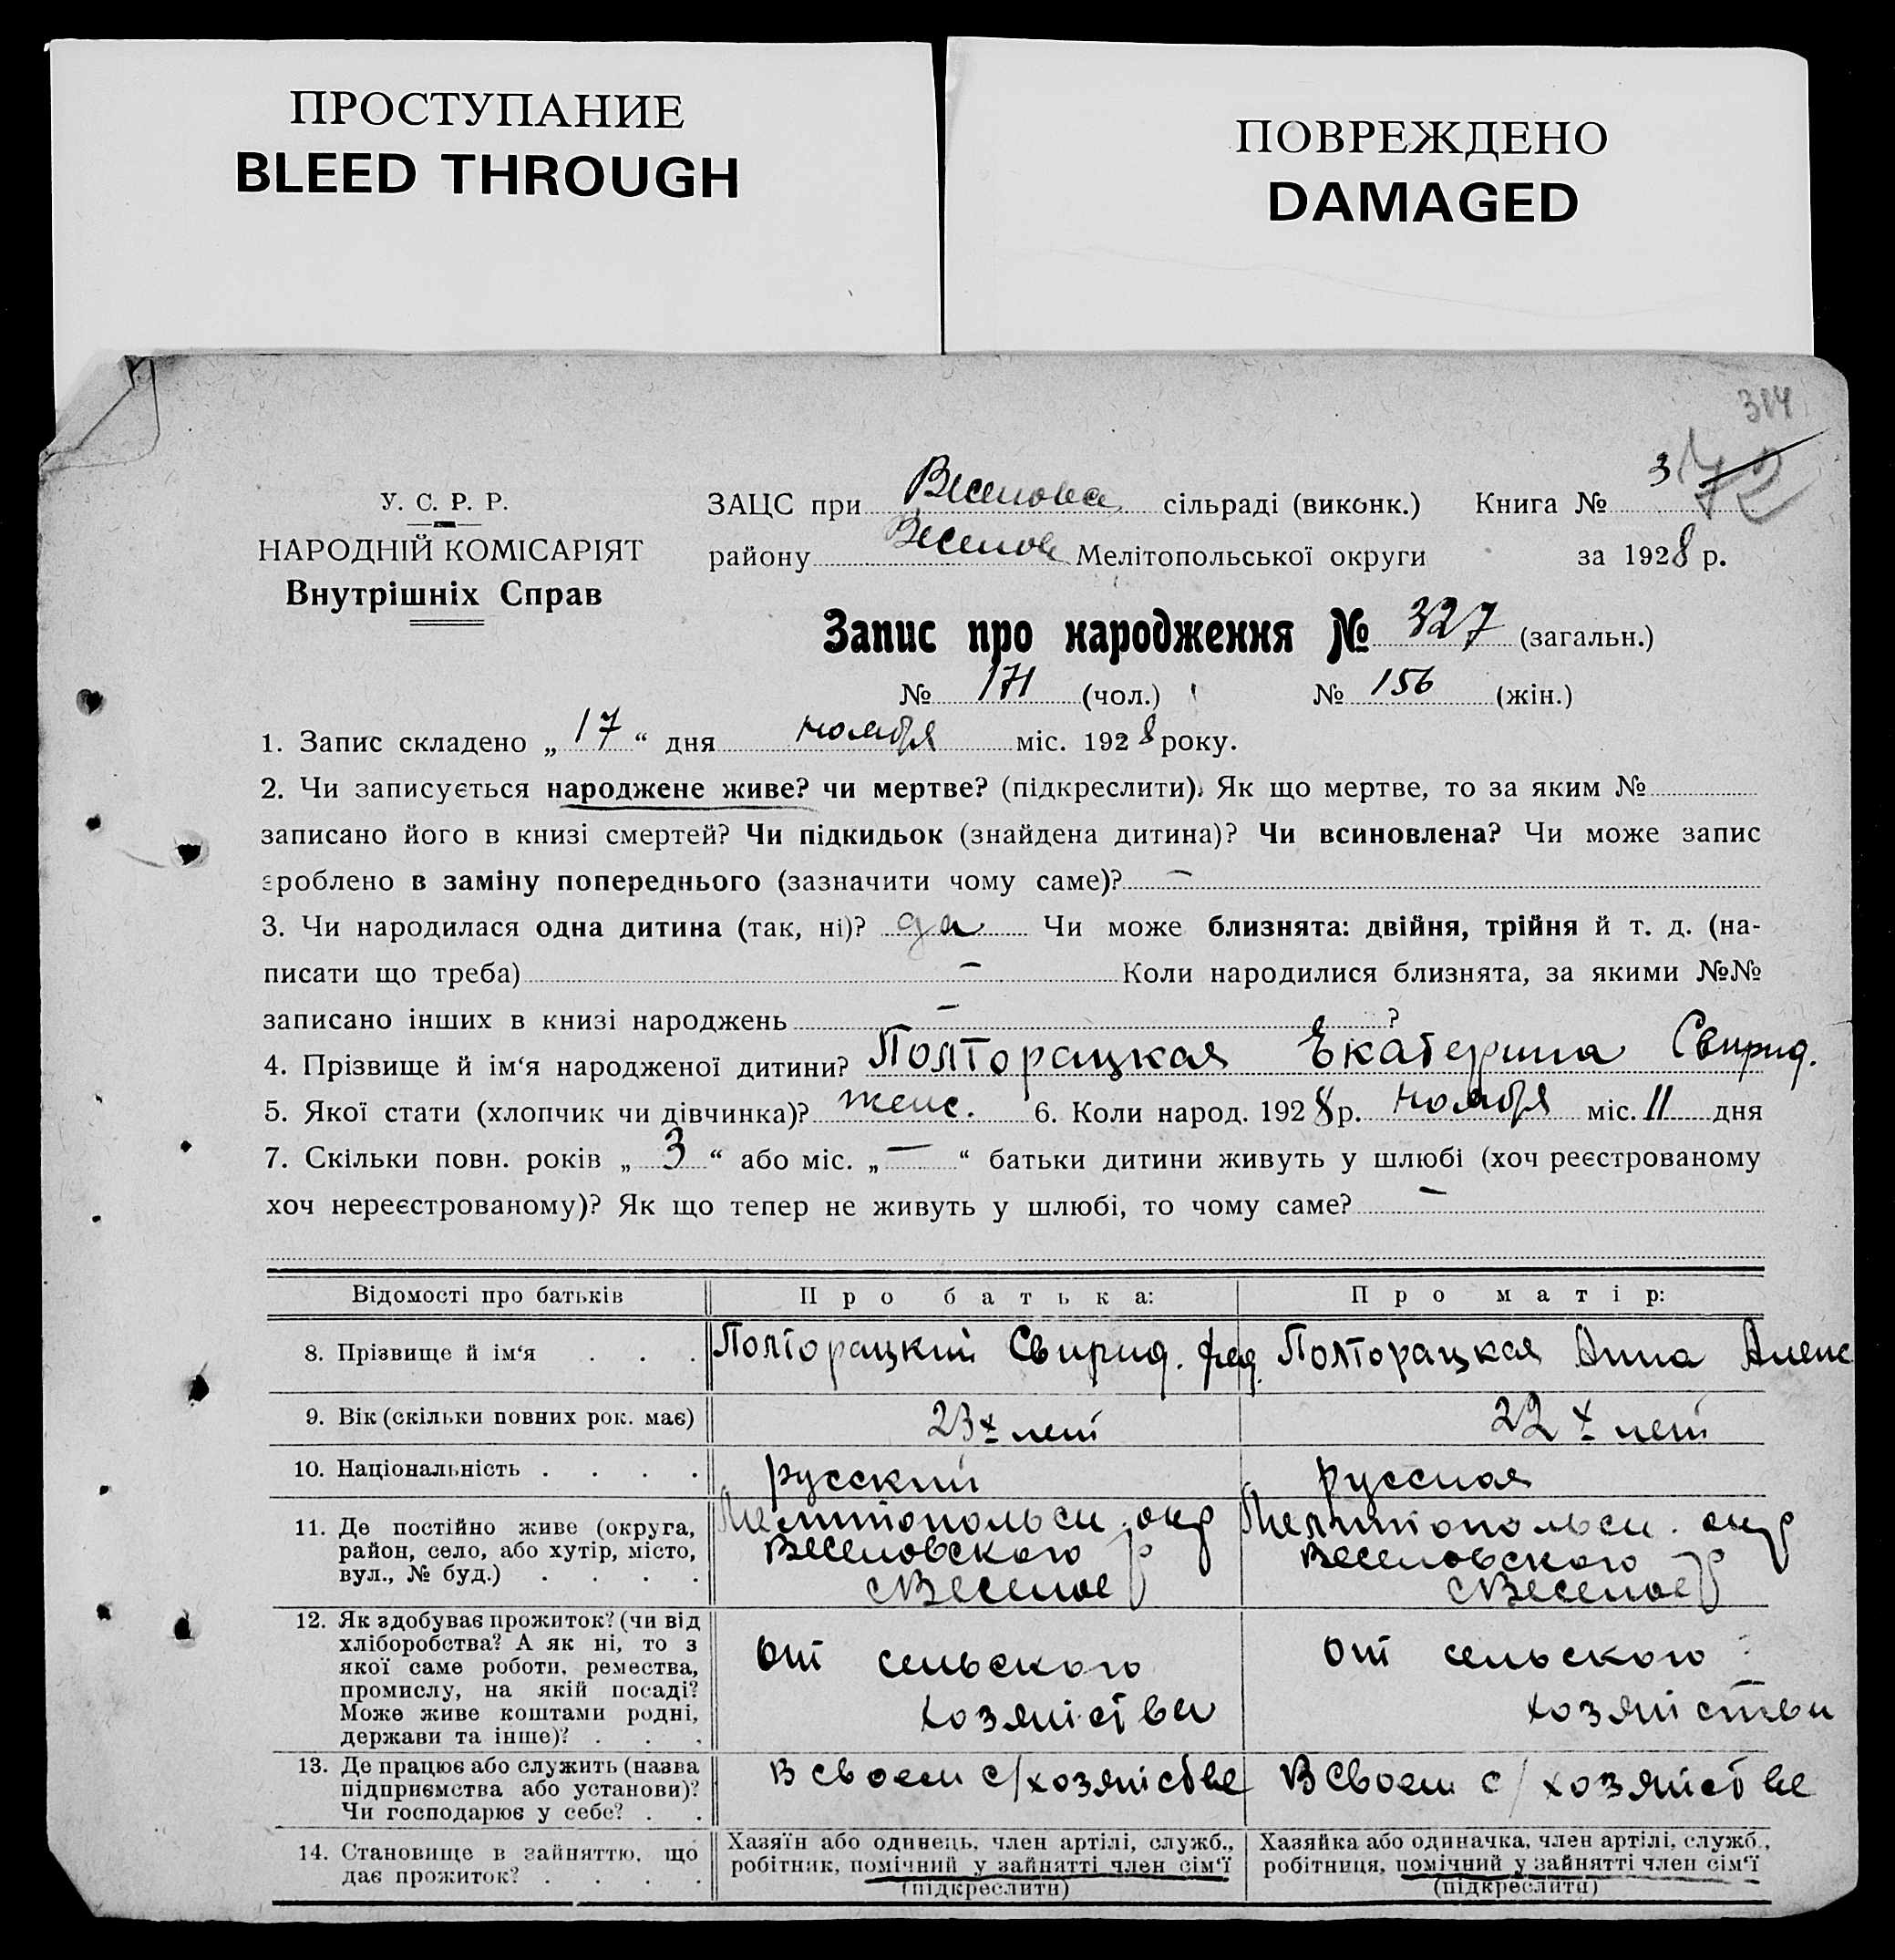 ПРОСТУПАНИЕ
BLEED THROUGH
ПОВРЕЖДЕНО
DAMAGED
314
72
У. С. Р. Р.
НАРОДНІЙ КОМІСАРІЯТ
Внутрішніх Справ
ЗАЦС при Веселова сільраді (виконк.) Книга № 3
району Веселов Мелітопольської округи за 1928 р.
Запис про народження № 327 (загальн.)
№ 171 (чол.) № 156 (жін.)
1. Запис складено „ 17 “ дня ноября міс. 1928 року.
2. Чи записується народжене живе? чи мертве? (підкреслити). Як що мертве, то за яким №
записано його в книзі смертей? Чи підкидьок (знайдена дитина)? Чи всиновлена? Чи може запис
зроблено в заміну попереднього (зазначити чому саме)? —
3. Чи народилася одна дитина (так, ні)? да Чи може близнята: двійня, трійня й т. д. (на-
писати що треба) — Коли народилися близнята, за якими №№
записано інших в книзі народжень — ?
4. Прізвище й ім‘я народженої дитини? Полторацкая Екатерина Свирид.
5. Якої стати (хлопчик чи дівчинка)? женс. 6. Коли народ. 1928 р. ноября міс. 11 дня
7. Скільки повн. років „ 3 “ або міс. „ — “ батьки дитини живуть у шлюбі (хоч реєстрованому
хоч нереєстрованому)? Як що тепер не живуть у шлюбі, то чому саме? —
Відомості про батьків
Про батька:
Про матір:
8. Прізвище й ім‘я . . .
Полторацкий Свирид. фед.
Полторацкая Анна Алекс
9. Вік (скільки повних рок. має)
23х лет
22х лет
10. Національність . . . .
русский
русская
11. Де постійно живе (округа,
район, село, або хутір, місто,
вул., № буд.) . . . .
Мелитопольск. окр
Веселовского р
с Веселое
Мелитопольск. окр
Веселовского р
с Веселое
12. Як здобуває прожиток? (чи від
хліборобства? А як ні, то з
якої саме роботи, ремества,
промислу, на якій посаді?
Може живе коштами родні,
держави та інше)? . . .
От сельского
хозяйства
От сельского
хозяйства
13. Де працює або служить (назва
підприємства або установи)?
Чи господарює у себе? . .
В своем с/хозяйстве
В своем с/хозяйстве
14. Становище в зайняттю, що
дає прожиток? . . . .
Хазяїн або одинець, член артілі, служб.,
робітник, помічний у зайнятті член сім‘ї
(підкреслити)
Хазяйка або одиначка, член артілі, служб.,
робітниця, помічний у зайнятті член сім‘ї
(підкреслити)